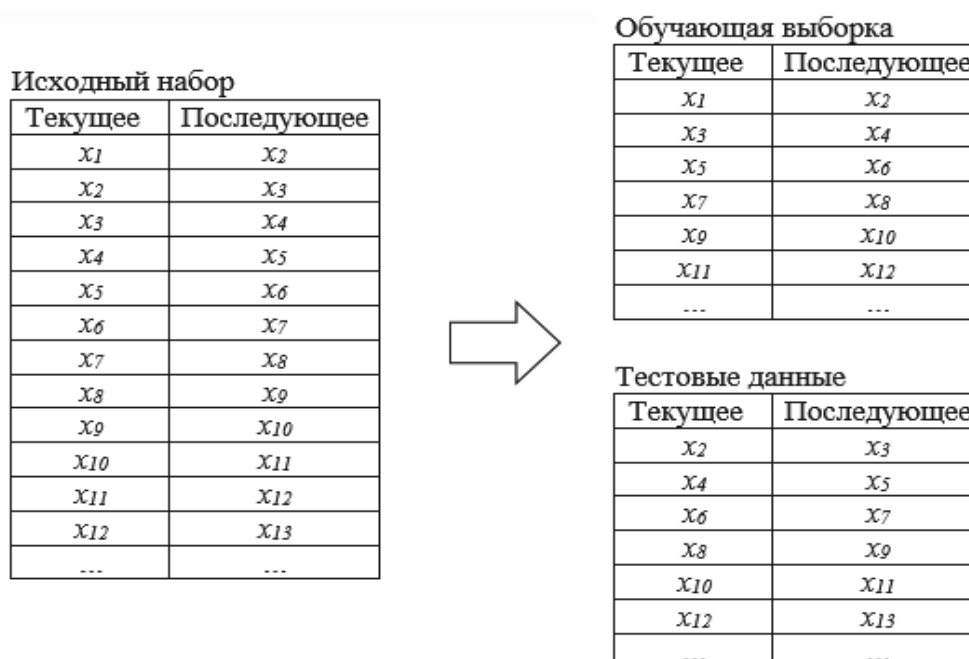 Исходный набор
Текущее Последующее
x1 x2
x2 x3
x3 x4
x4 x5
x5 x6
x6 x7
x7 x8
x8 x9
x9 x10
x10 x11
x11 x12
x12 x13
... ...
Обучающая выборка
Текущее Последующее
x1 x2
x3 x4
x5 x6
x7 x8
x9 x10
x11 x12
... ...
Тестовые данные
Текущее Последующее
x2 x3
x4 x5
x6 x7
x8 x9
x10 x11
x12 x13
... ...